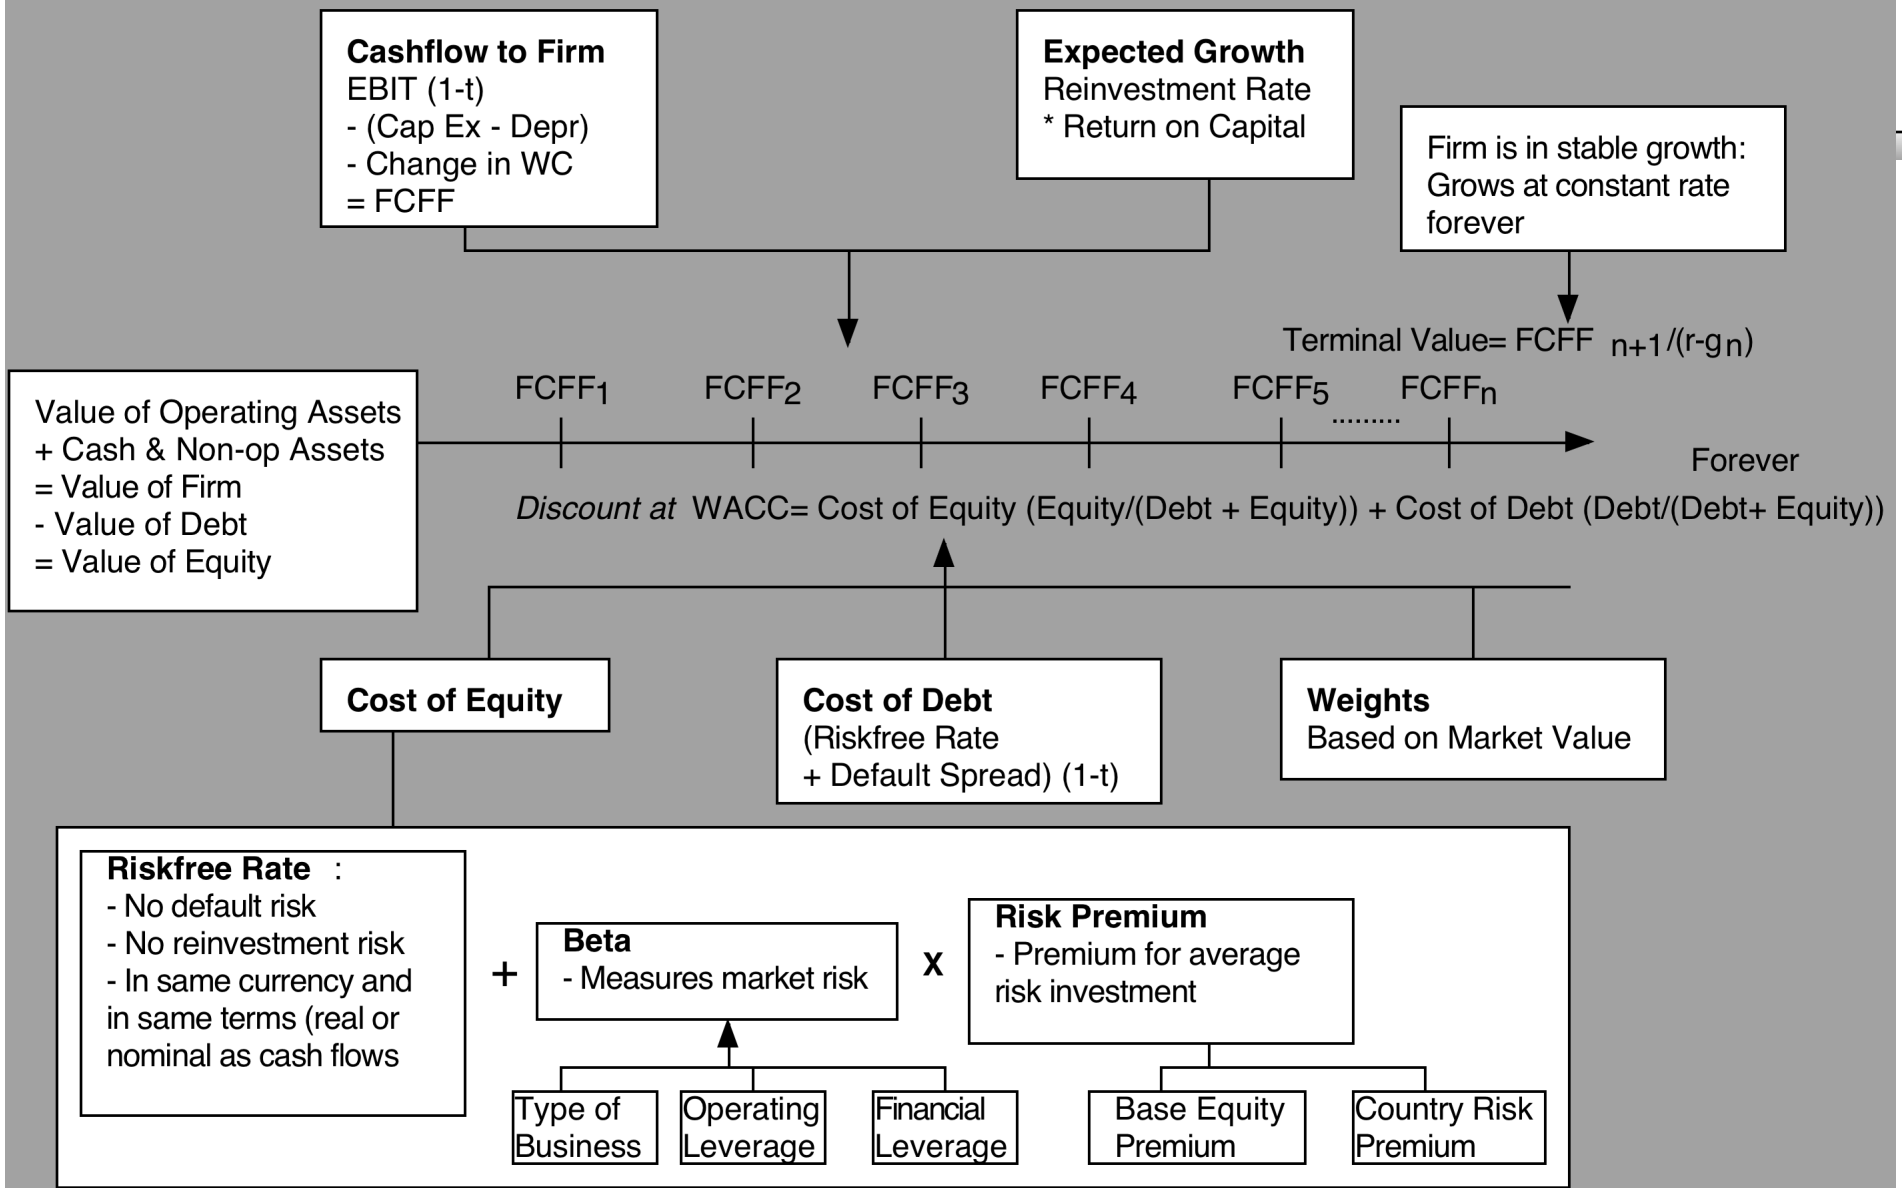 Cashflow to Firm
EBIT (1-t)
- (Cap Ex - Depr)
- Change in WC
= FCFF
Expected Growth
Reinvestment Rate
* Return on Capital
Firm is in stable growth:
Grows at constant rate
forever
Terminal Value= FCFF n+1/(r-gn)
FCFF1 FCFF2 FCFF3 FCFF4 FCFF5 ......... FCFFn
Value of Operating Assets
+ Cash & Non-op Assets
= Value of Firm
- Value of Debt
= Value of Equity
Forever
Discount at WACC= Cost of Equity (Equity/(Debt + Equity)) + Cost of Debt (Debt/(Debt+ Equity))
Cost of Equity
Cost of Debt
(Riskfree Rate
+ Default Spread) (1-t)
Weights
Based on Market Value
Riskfree Rate :
- No default risk
- No reinvestment risk
- In same currency and
in same terms (real or
nominal as cash flows
+
Beta
- Measures market risk
X
Risk Premium
- Premium for average
risk investment
Type of
Business
Operating
Leverage
Financial
Leverage
Base Equity
Premium
Country Risk
Premium